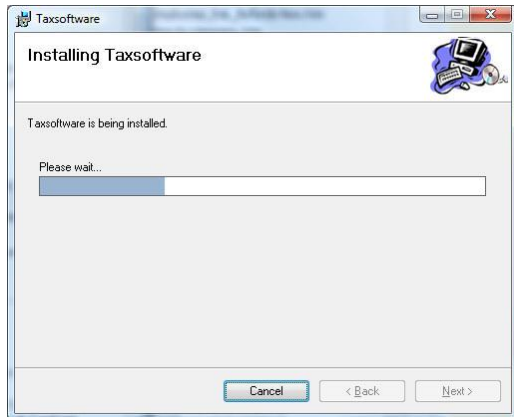 Taxsoftware
Installing Taxsoftware
Taxsoftware is being installed.
Please wait...
Cancel
< Back
Next >